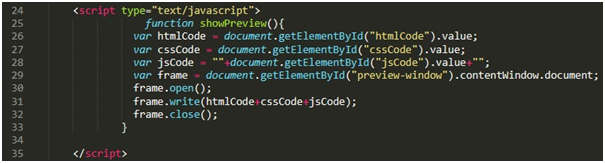 24 <script type="text/javascript">
25 function showPreview(){
26 var htmlCode = document.getElementById("htmlCode").value;
27 var cssCode = document.getElementById("cssCode").value;
28 var jsCode = ""+document.getElementById("jsCode").value+"";
29 var frame = document.getElementById("preview-window").contentWindow.document;
30 frame.open();
31 frame.write(htmlCode+cssCode+jsCode);
32 frame.close();
33 }
34
35 </script>